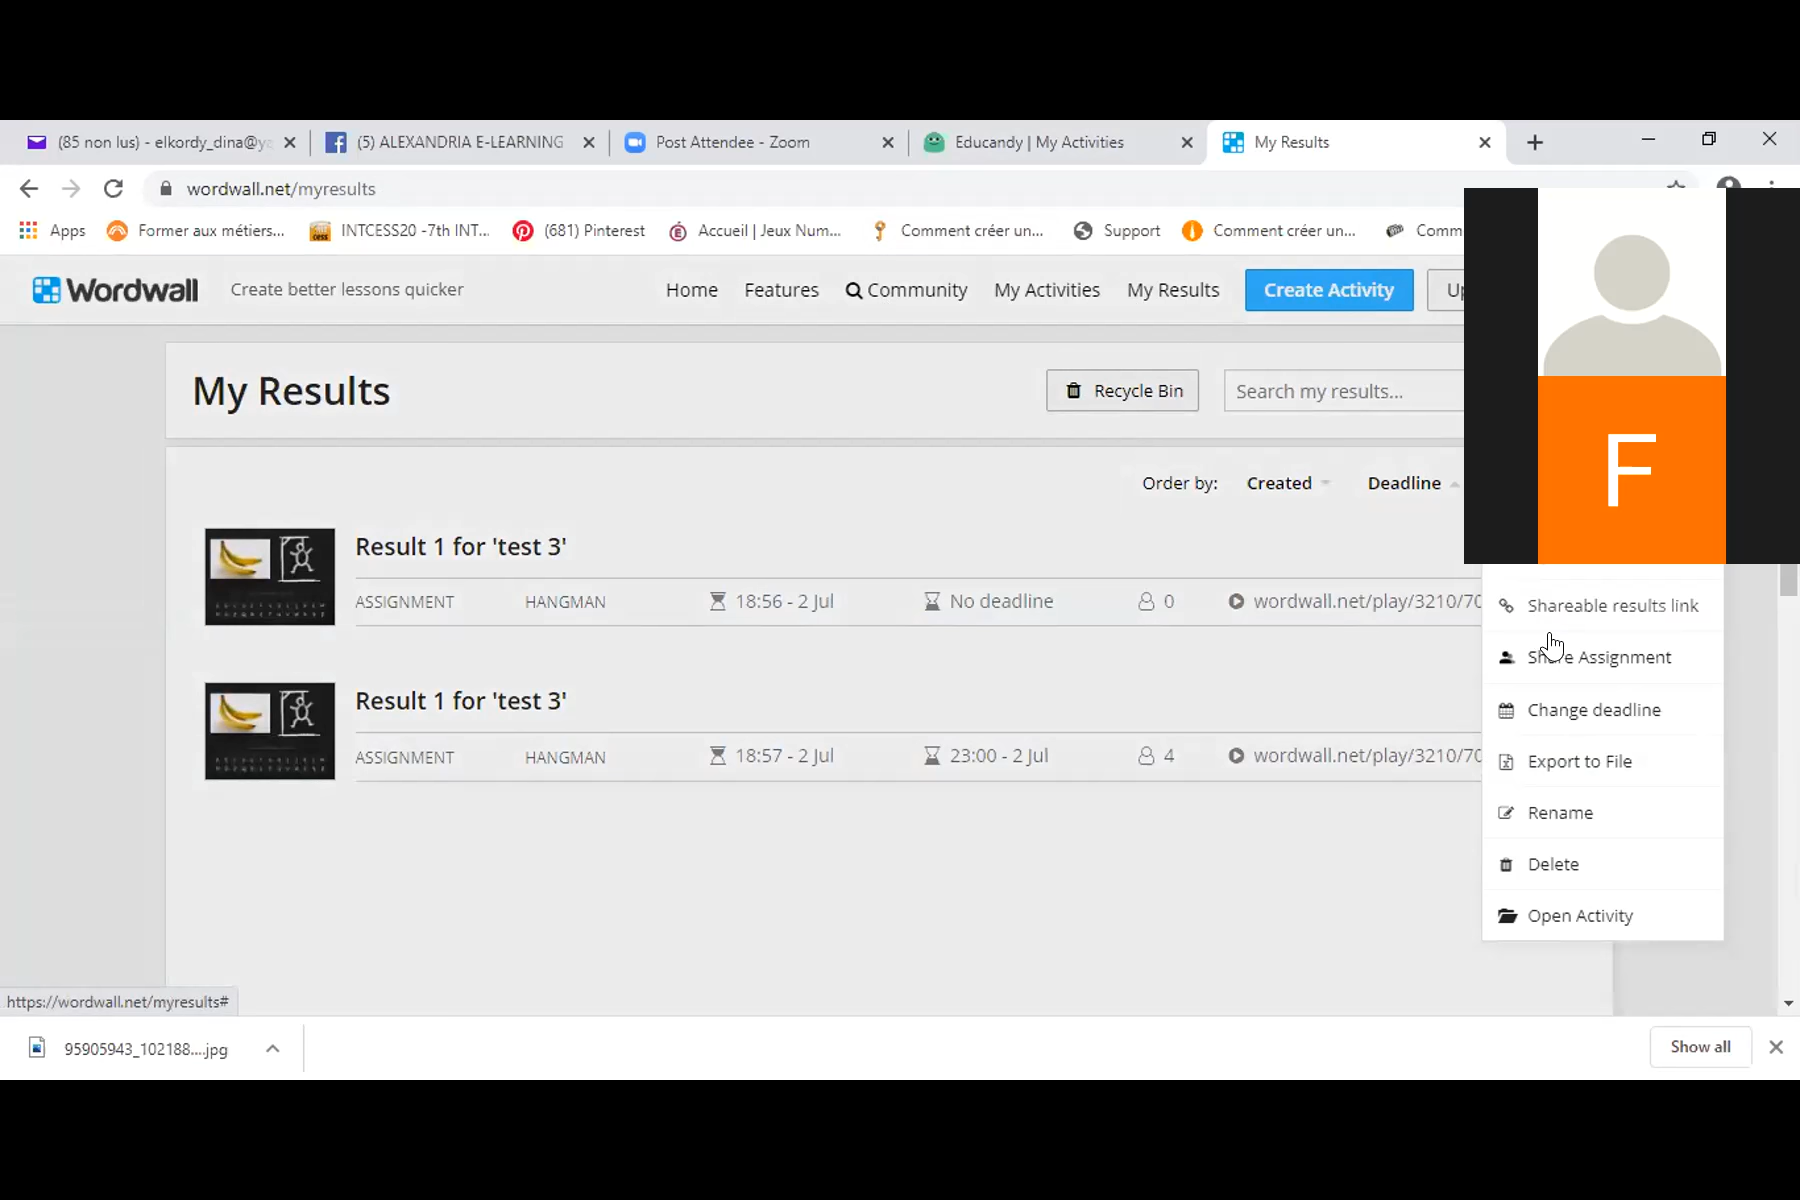 (85 non lus) - elkordy_dina@ya
(5) ALEXANDRIA E-LEARNING
Post Attendee - Zoom
Educandy | My Activities
My Results
wordwall.net/myresults
Apps
Former aux métiers...
INTCESS20 -7th INT...
(681) Pinterest
Accueil | Jeux Num...
Comment créer un...
Support
Comment créer un...
Comm
Wordwall
Create better lessons quicker
Home
Features
Community
My Activities
My Results
Create Activity
Up
My Results
Recycle Bin
Search my results...
F
Order by:
Created
Deadline
Result 1 for 'test 3'
ASSIGNMENT
HANGMAN
18:56 - 2 Jul
No deadline
0
wordwall.net/play/3210/70
Result 1 for 'test 3'
ASSIGNMENT
HANGMAN
18:57 - 2 Jul
23:00 - 2 Jul
4
wordwall.net/play/3210/70
Shareable results link
Share Assignment
Change deadline
Export to File
Rename
Delete
Open Activity
https://wordwall.net/myresults#
95905943_102188....jpg
Show all